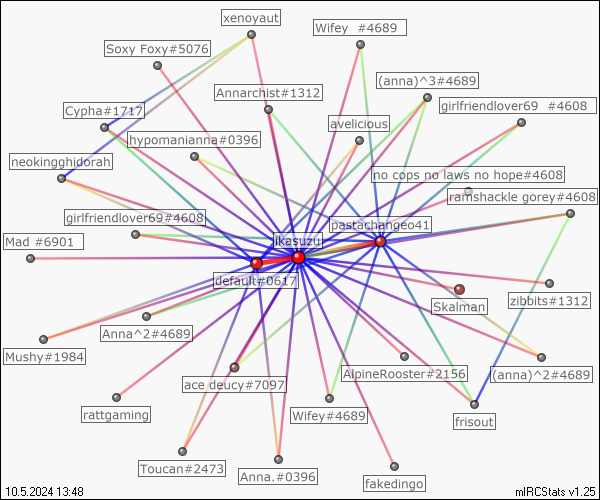 xenoyaut
Wifey  #4689
Soxy Foxy#5076
(anna)^3#4689
Annarchist#1312
girlfriendlover69  #4608
Cypha#1717
avelicious
hypomanianna#0396
neokingghidorah
no cops no laws no hope#4608
ramshackle gorey#4608
girlfriendlover69#4608
pastachangeo41
Mad #6901
ikasuzu
default#0617
Skalman
zibbits#1312
Anna^2#4689
Mushy#1984
AlpineRooster#2156
(anna)^2#4689
ace deucy#7097
rattgaming
Wifey#4689
frisout
Toucan#2473
Anna.#0396
fakedingo
10.5.2024 13:48
mIRCStats v1.25